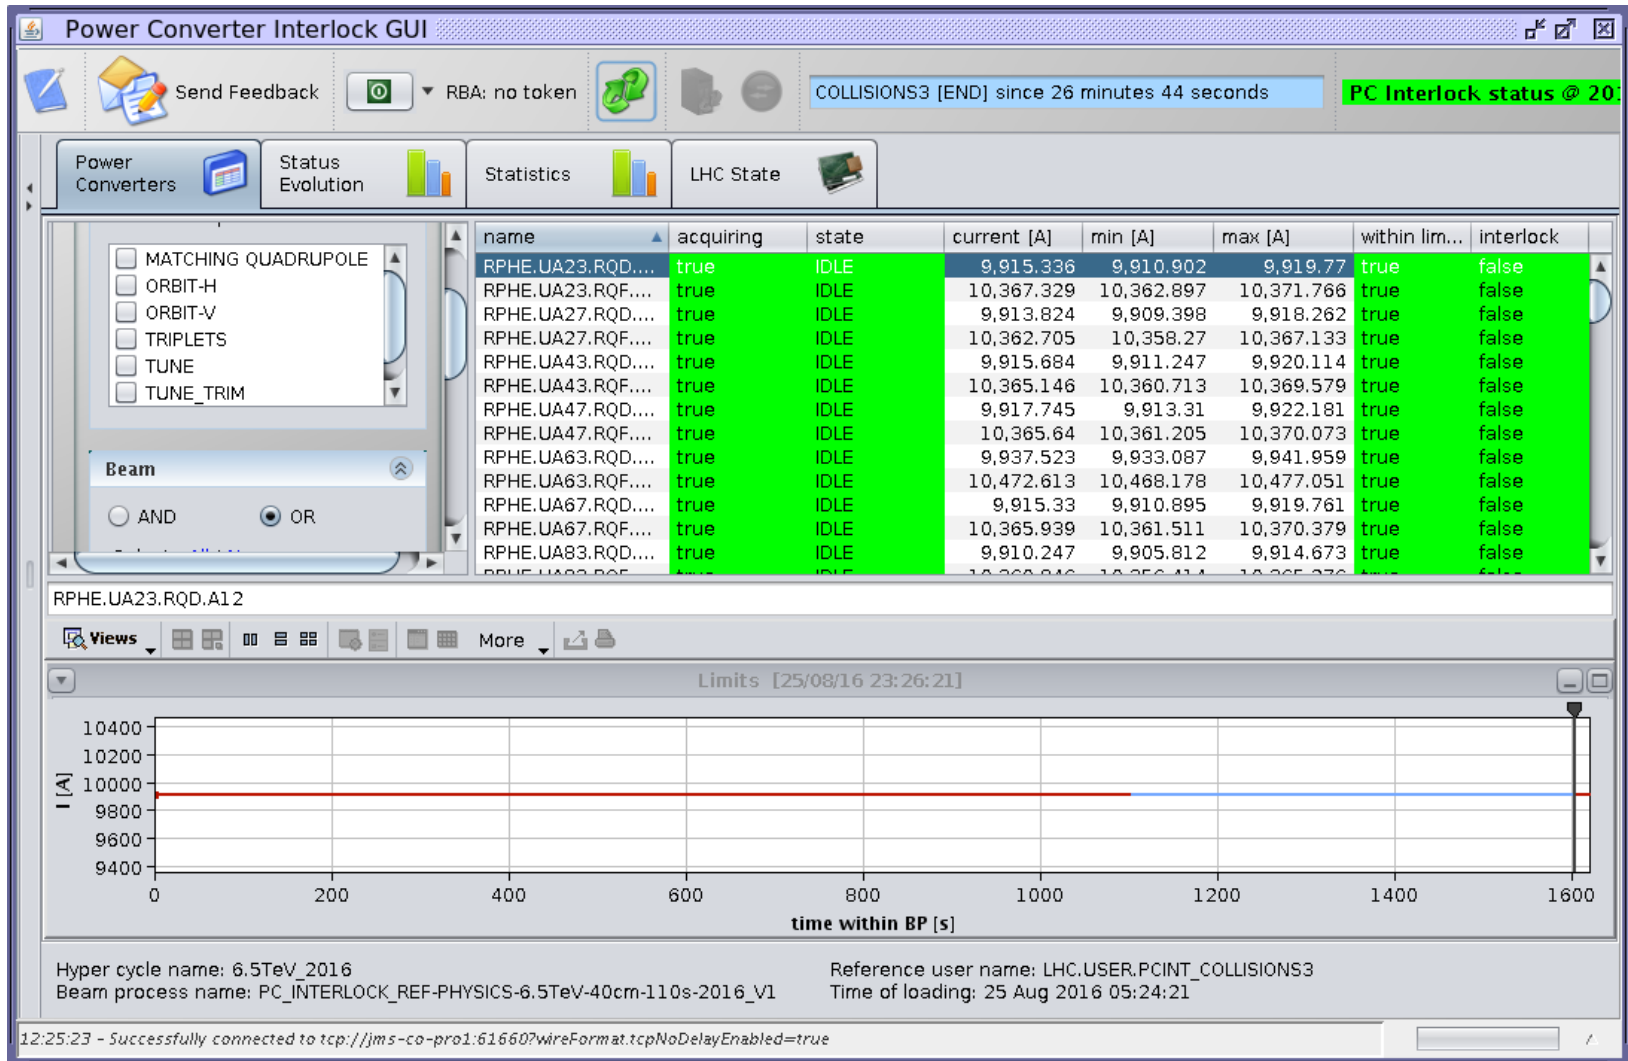 Power Converter Interlock GUI
Send Feedback
RBA: no token
COLLISIONS3 [END] since 26 minutes 44 seconds
PC Interlock status @ 20
Power Converters
Status Evolution
Statistics
LHC State
MATCHING QUADRUPOLE
ORBIT-H
ORBIT-V
TRIPLETS
TUNE
TUNE_TRIM
Beam
AND OR
name acquiring state current [A] min [A] max [A] within lim... interlock
RPHE.UA23.RQD.... true IDLE 9,915.336 9,910.902 9,919.77 true false
RPHE.UA23.RQF.... true IDLE 10,367.329 10,362.897 10,371.766 true false
RPHE.UA27.RQD.... true IDLE 9,913.824 9,909.398 9,918.262 true false
RPHE.UA27.RQF.... true IDLE 10,362.705 10,358.27 10,367.133 true false
RPHE.UA43.RQD.... true IDLE 9,915.684 9,911.247 9,920.114 true false
RPHE.UA43.RQF.... true IDLE 10,365.146 10,360.713 10,369.579 true false
RPHE.UA47.RQD.... true IDLE 9,917.745 9,913.31 9,922.181 true false
RPHE.UA47.RQF.... true IDLE 10,365.64 10,361.205 10,370.073 true false
RPHE.UA63.RQD.... true IDLE 9,937.523 9,933.087 9,941.959 true false
RPHE.UA63.RQF.... true IDLE 10,472.613 10,468.178 10,477.051 true false
RPHE.UA67.RQD.... true IDLE 9,915.33 9,910.895 9,919.761 true false
RPHE.UA67.RQF.... true IDLE 10,365.939 10,361.511 10,370.379 true false
RPHE.UA83.RQD.... true IDLE 9,910.247 9,905.812 9,914.673 true false
RPHE.UA23.RQD.A12
Views More
Limits [25/08/16 23:26:21]
I [A]
10400
10200
10000
9800
9600
9400
0 200 400 600 800 1000 1200 1400 1600
time within BP [s]
Hyper cycle name: 6.5TeV_2016
Beam process name: PC_INTERLOCK_REF-PHYSICS-6.5TeV-40cm-110s-2016_V1
Reference user name: LHC.USER.PCINT_COLLISIONS3
Time of loading: 25 Aug 2016 05:24:21
12:25:23 - Successfully connected to tcp://jms-co-pro1:61660?wireFormat.tcpNoDelayEnabled=true